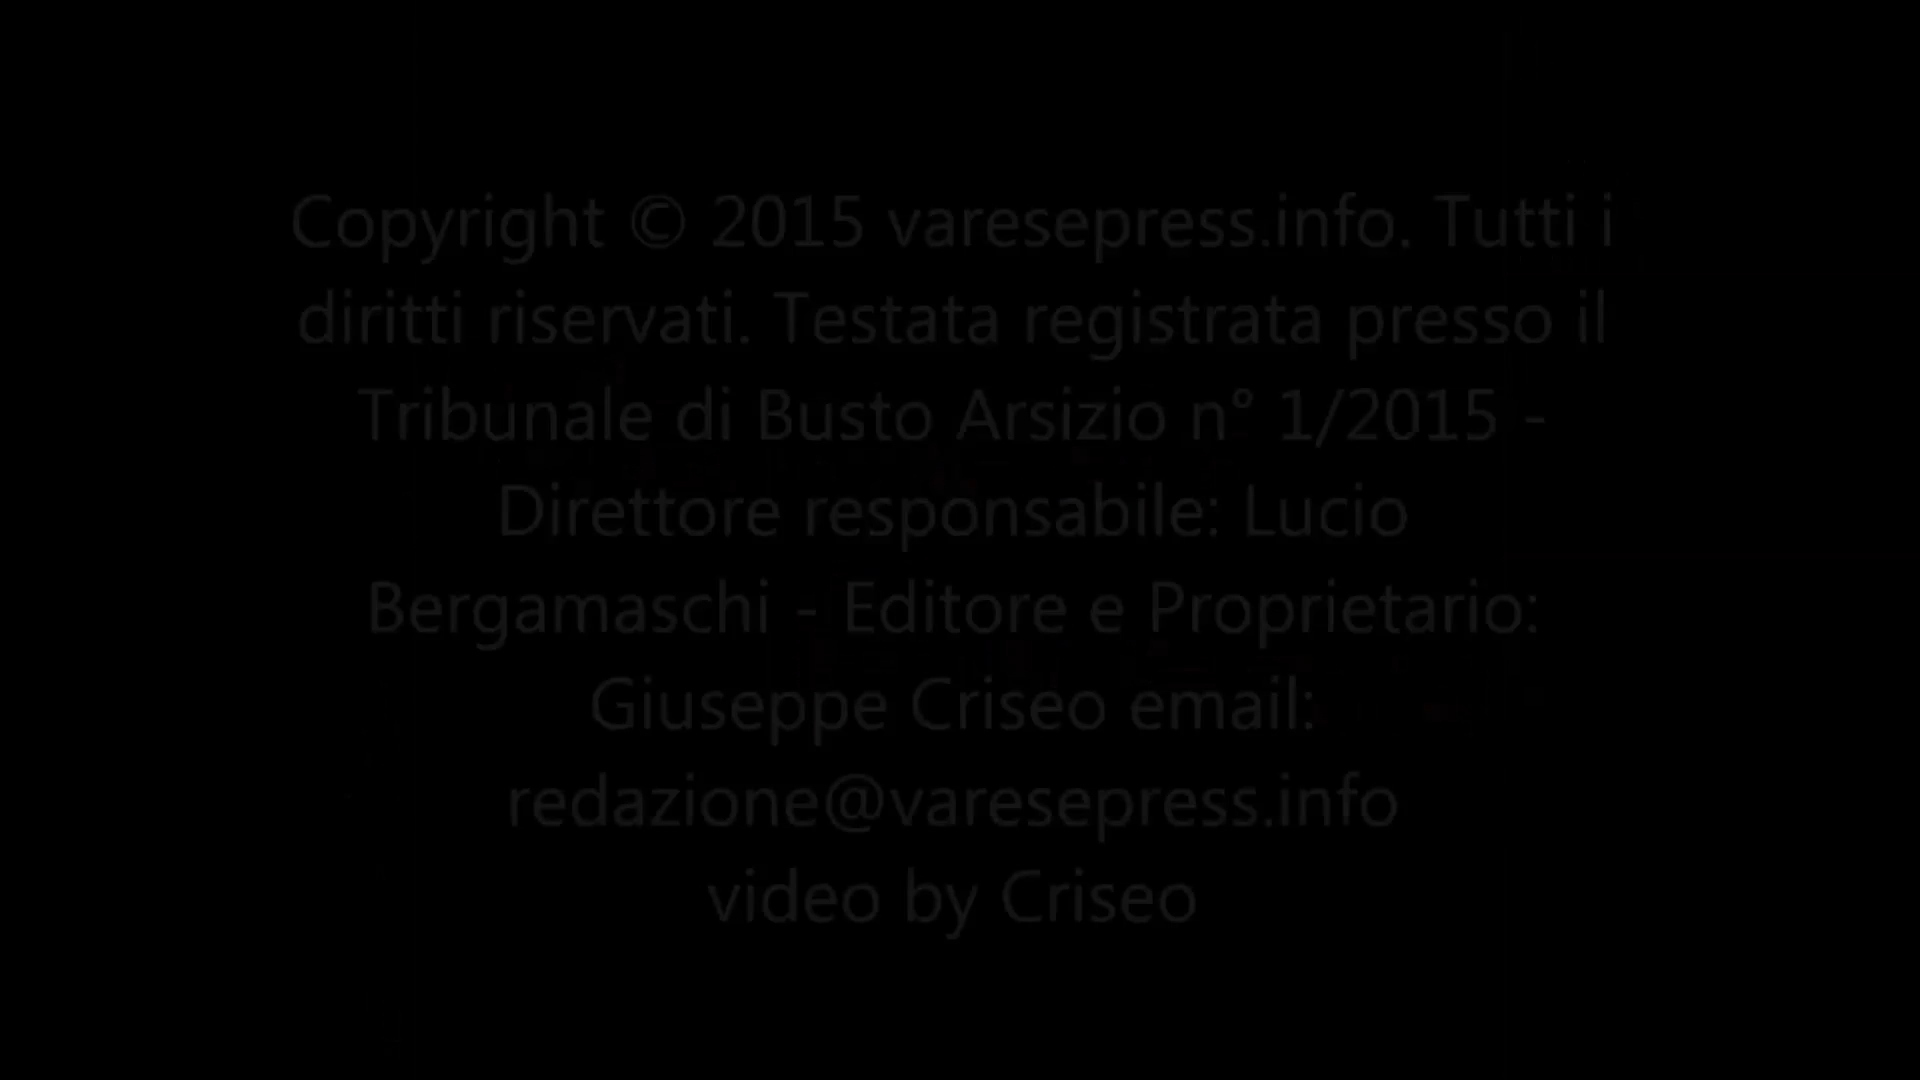 Copyright © 2015 varesepress.info. Tutti i
diritti riservati. Testata registrata presso il
Tribunale di Busto Arsizio n° 1/2015 -
Direttore responsabile: Lucio
Bergamaschi - Editore e Proprietario:
Giuseppe Criseo email:
redazione@varesepress.info
video by Criseo